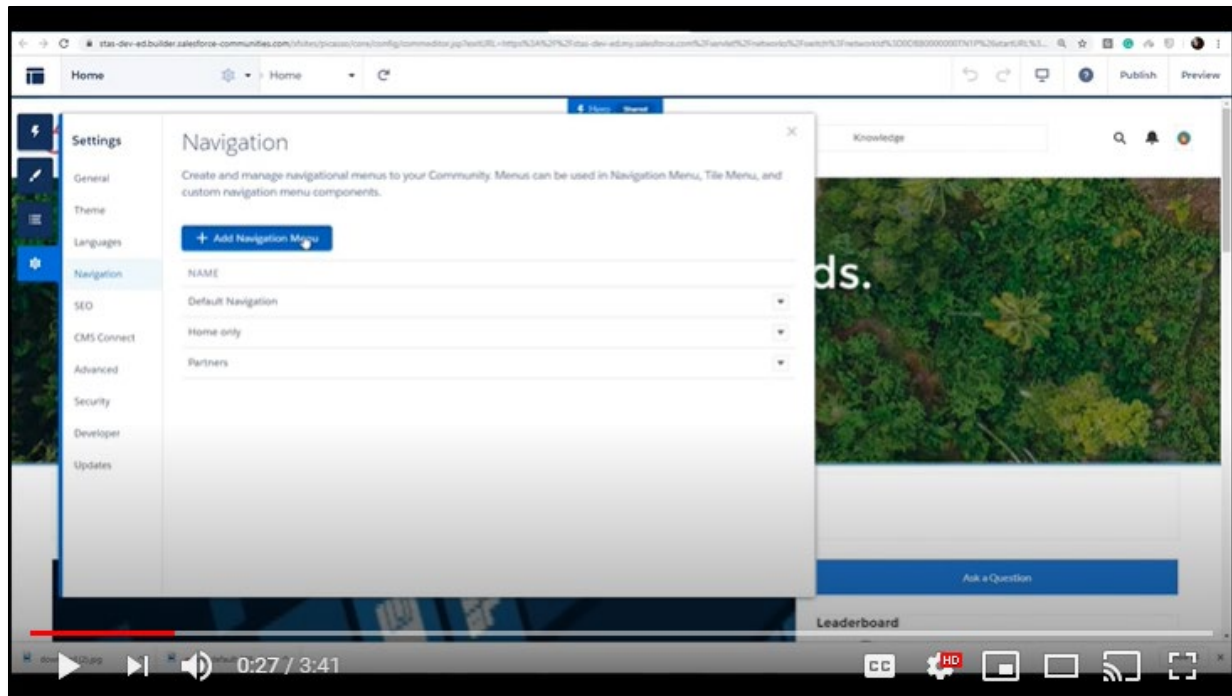 Home
Home
Publish
Preview
Hero
Shared
Settings
General
Theme
Languages
Navigation
SEO
CMS Connect
Advanced
Security
Developer
Updates
Navigation
Create and manage navigational menus to your Community. Menus can be used in Navigation Menu, Tile Menu, and
custom navigation menu components.
+ Add Navigation Menu
NAME
Default Navigation
Home only
Partners
Knowledge
ds.
Ask a Question
Leaderboard
0:27 / 3:41
CC
HD